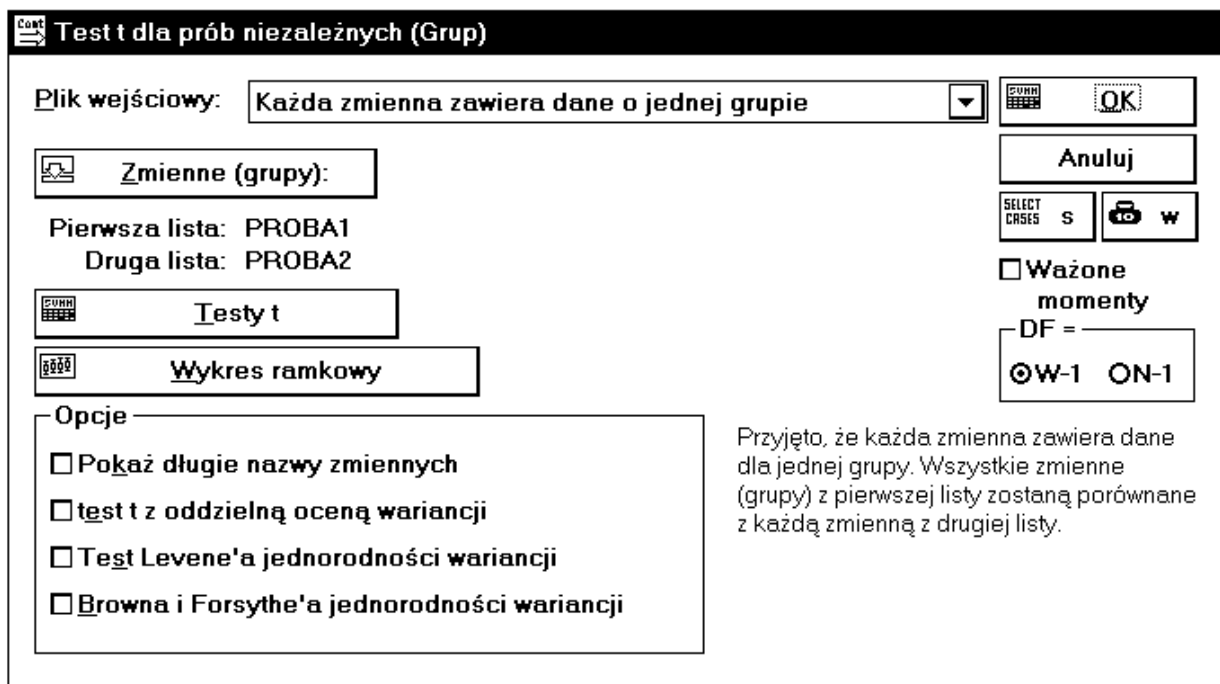 Cont
Test t dla prób niezależnych (Grup)
Plik wejściowy: Każda zmienna zawiera dane o jednej grupie
SUMM OK
Anuluj
Zmienne (grupy):
SELECT CASES S
W
Pierwsza lista: PROBA1
Druga lista: PROBA2
Ważone
momenty
SUMM Testy t
DF =
W-1 N-1
Wykres ramkowy
Opcje
Pokaż długie nazwy zmiennych
test t z oddzielną oceną wariancji
Test Levene'a jednorodności wariancji
Browna i Forsythe'a jednorodności wariancji
Przyjęto, że każda zmienna zawiera dane
dla jednej grupy. Wszystkie zmienne
(grupy) z pierwszej listy zostaną porównane
z każdą zmienną z drugiej listy.